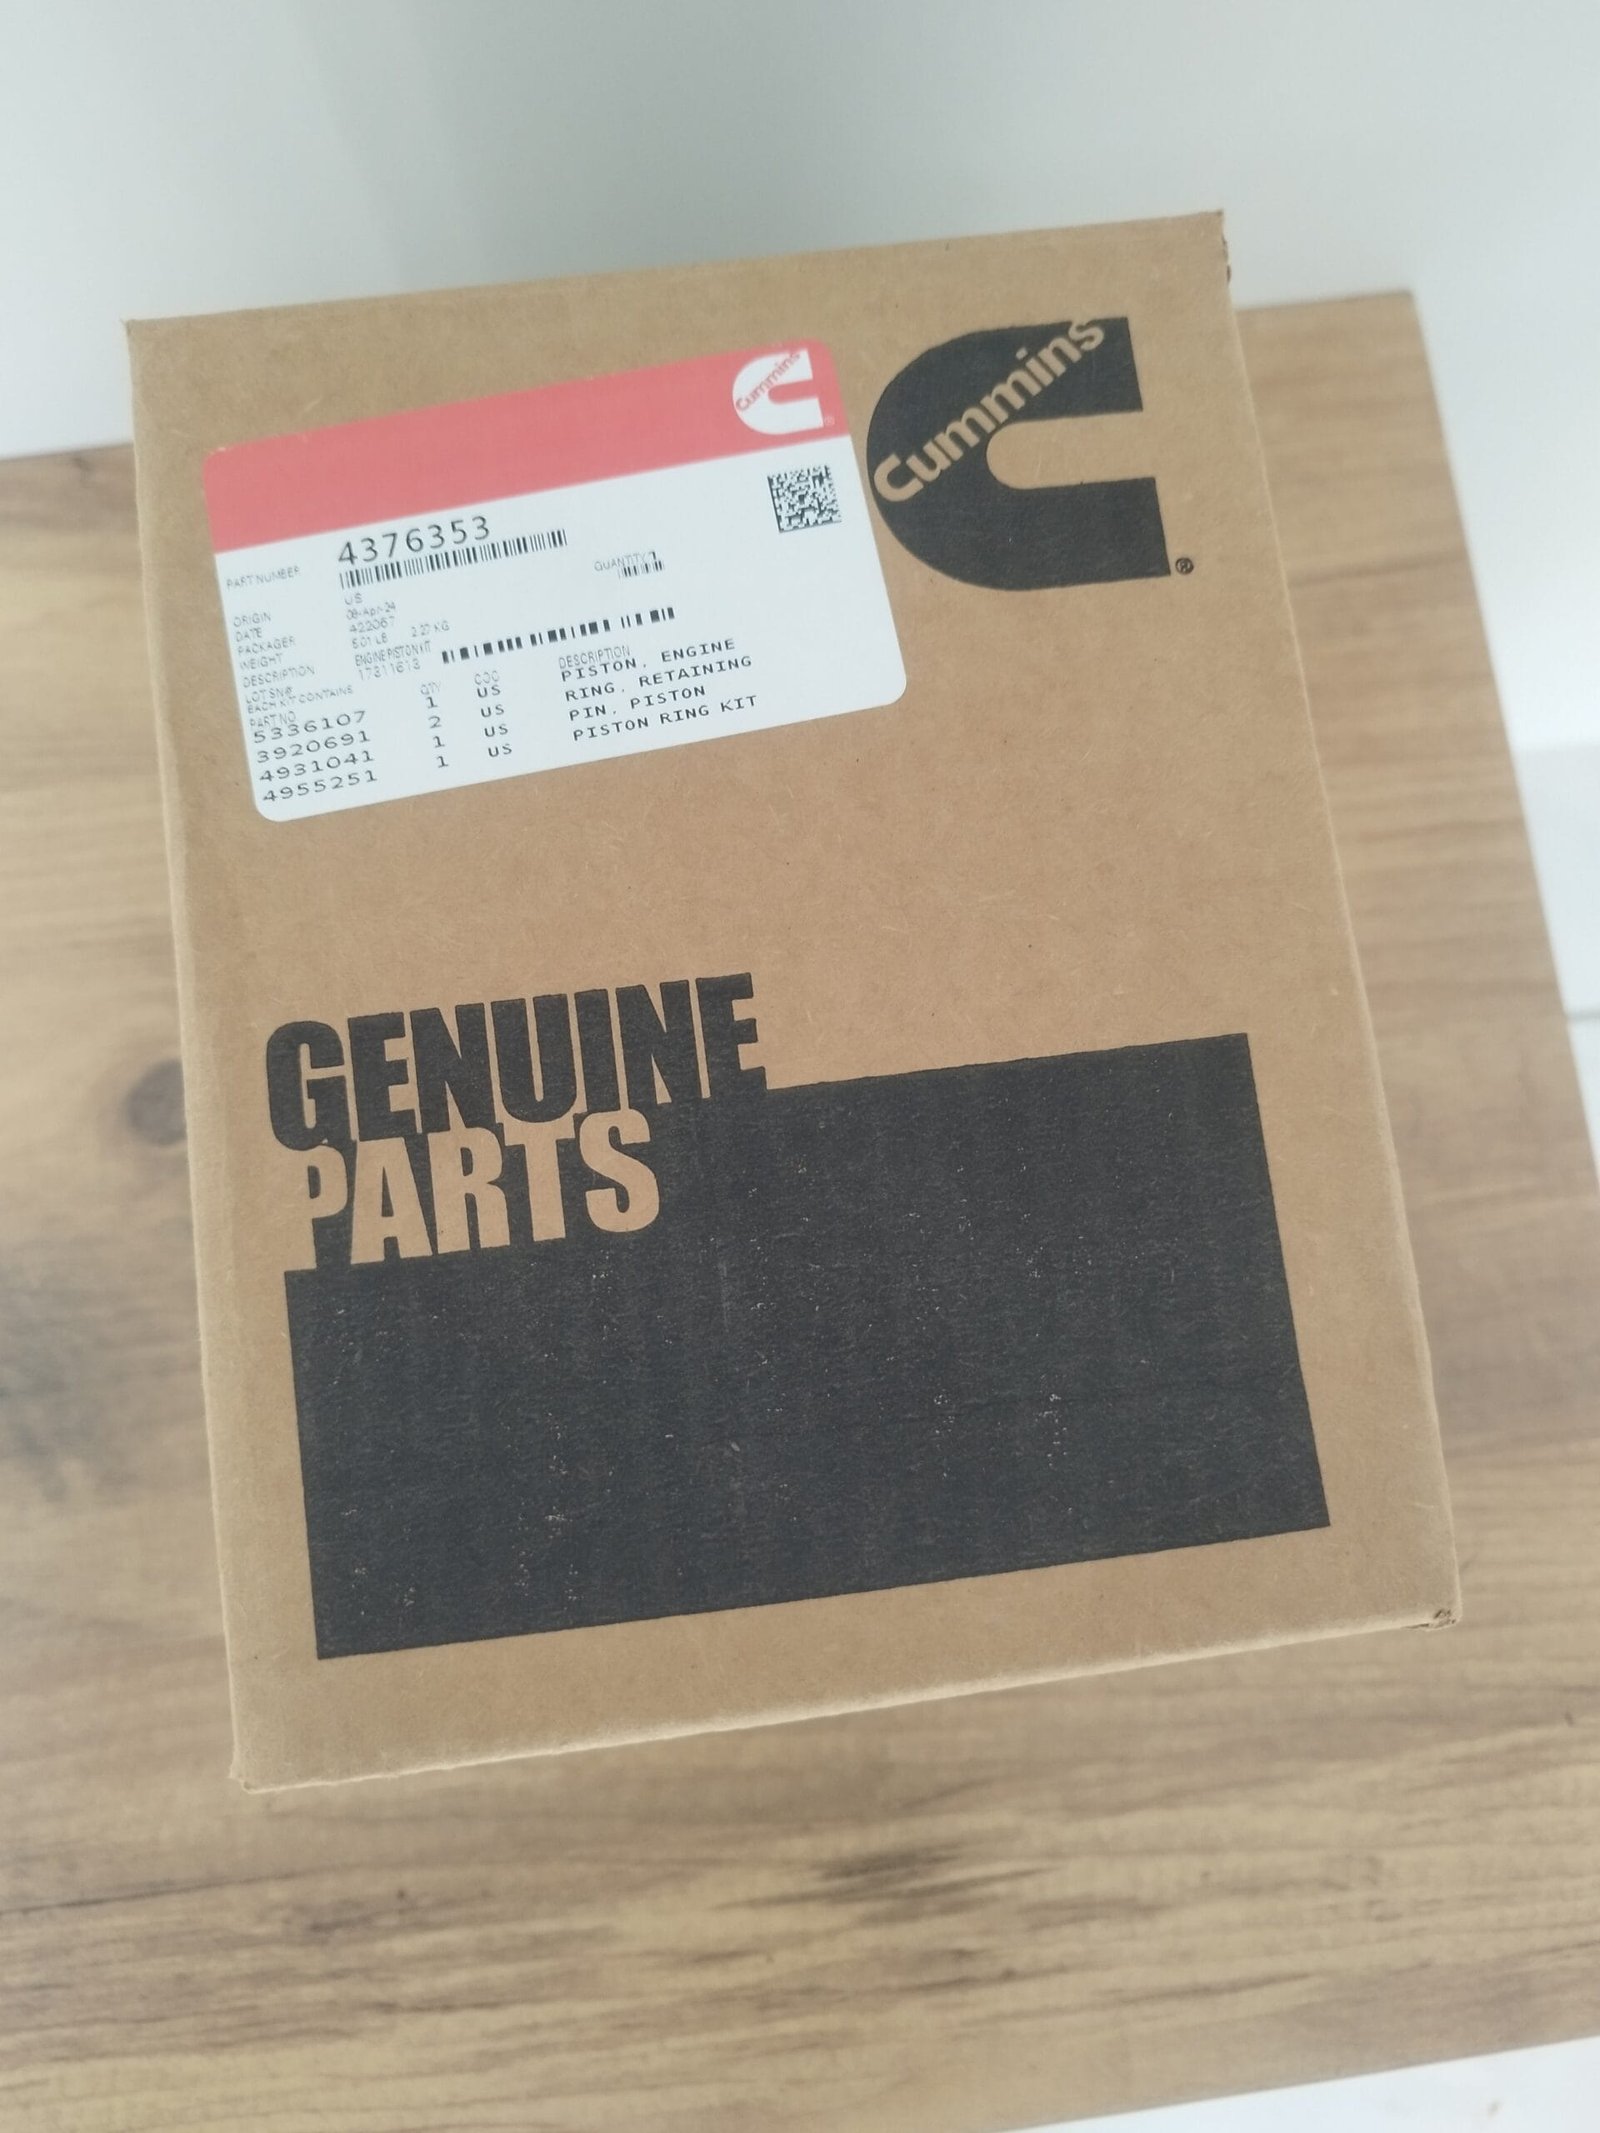 Cummins
®
Cummins
®
PART NUMBER 4376353
QUANTITY 1
ORIGIN US
DATE 08-Apr-24
PACKAGER 422067
WEIGHT 5.01 LB 2.27 KG
DESCRIPTION ENGINE PISTON KIT
LOT SN#: 17311613
EACH KIT CONTAINS
PART NO QTY COO DESCRIPTION
5336107 1 US PISTON, ENGINE
3920691 2 US RING, RETAINING
4931041 1 US PIN, PISTON
4955251 1 US PISTON RING KIT
GENUINE
PARTS